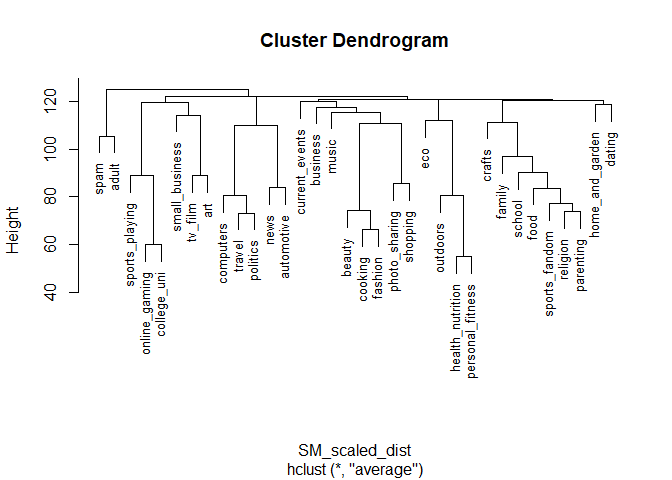 Cluster Dendrogram
Height
120
100
80
60
40
spam
adult
sports_playing
online_gaming
college_uni
small_business
tv_film
art
computers
travel
politics
news
automotive
current_events
business
music
beauty
cooking
fashion
photo_sharing
shopping
eco
outdoors
health_nutrition
personal_fitness
crafts
family
school
food
sports_fandom
religion
parenting
home_and_garden
dating
SM_scaled_dist
hclust (*, "average")